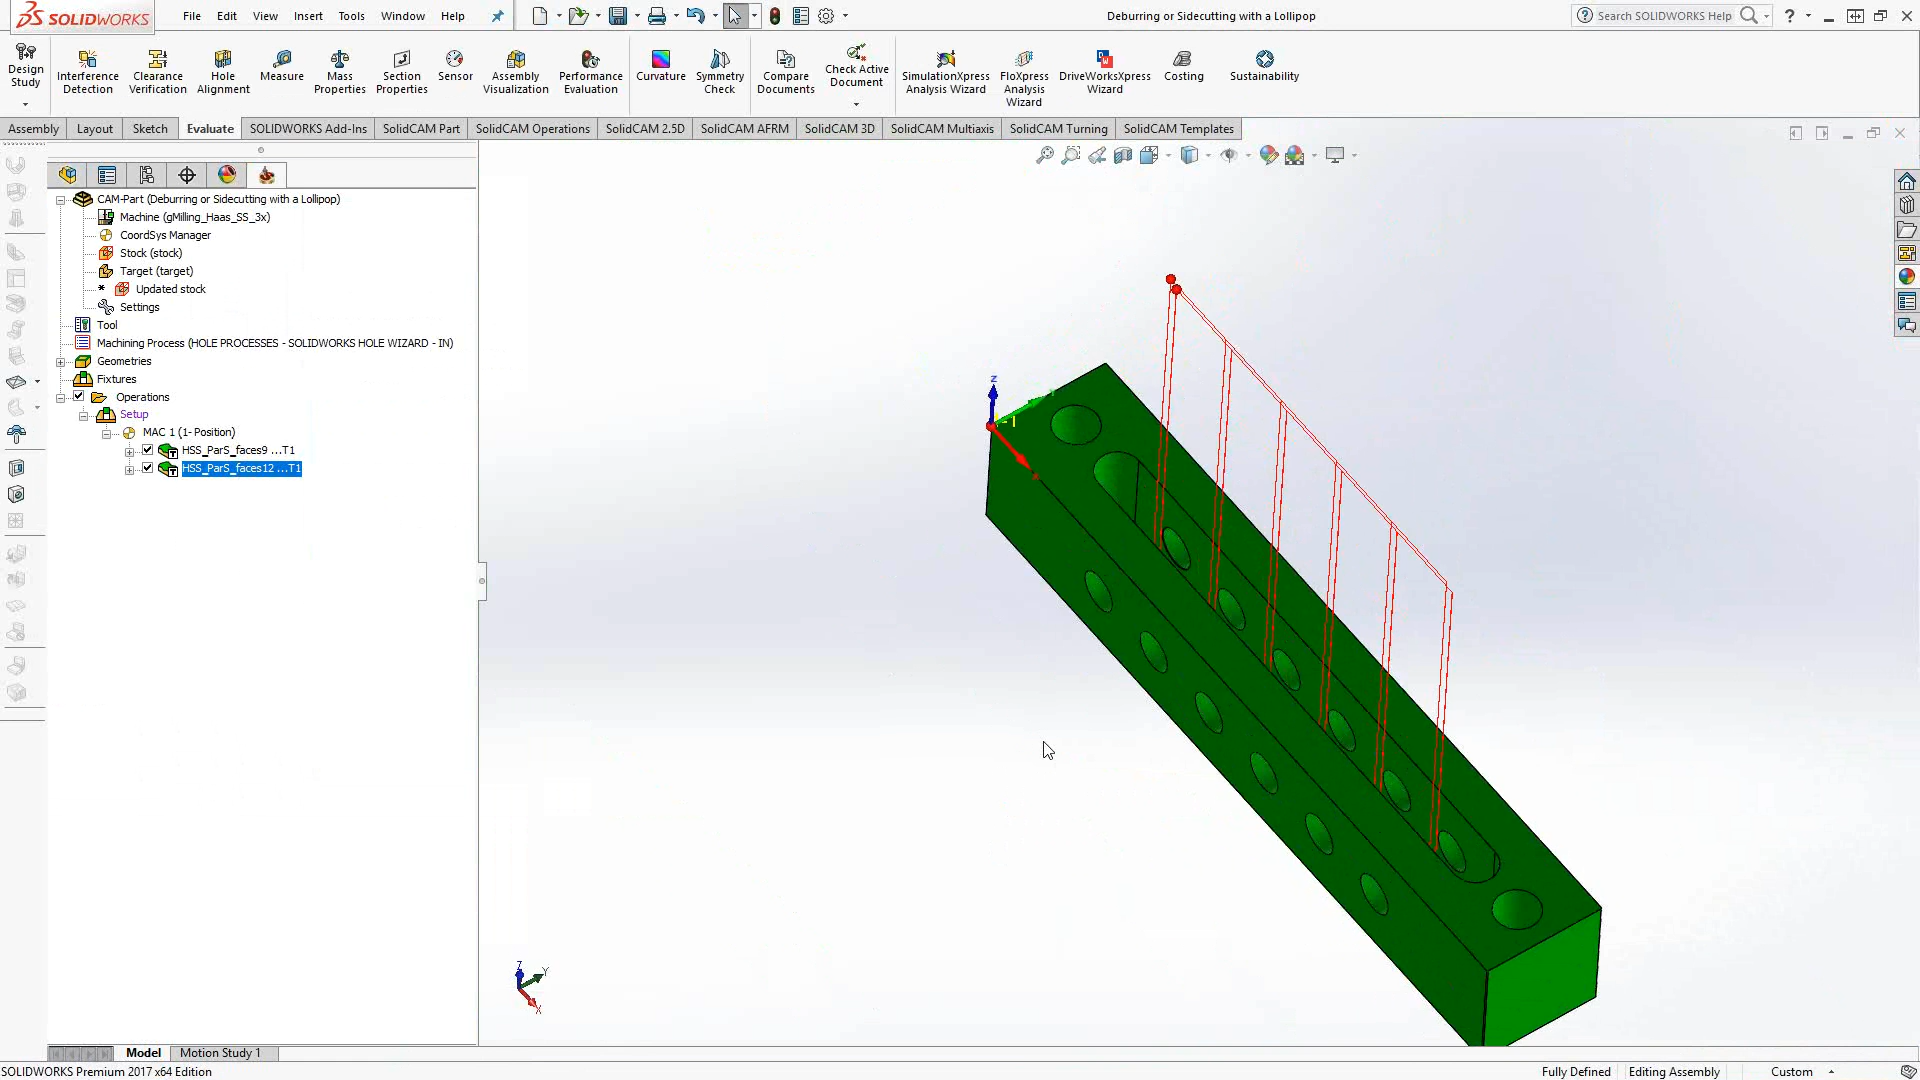 SOLIDWORKS
File Edit View Insert Tools Window Help
Deburring or Sidecutting with a Lollipop
Search SOLIDWORKS Help
Design Study
Interference Detection
Clearance Verification
Hole Alignment
Measure
Mass Properties
Section Properties
Sensor
Assembly Visualization
Performance Evaluation
Curvature
Symmetry Check
Compare Documents
Check Active Document
SimulationXpress Analysis Wizard
FloXpress Analysis Wizard
DriveWorksXpress Wizard
Costing
Sustainability
Assembly Layout Sketch Evaluate SOLIDWORKS Add-Ins SolidCAM Part SolidCAM Operations SolidCAM 2.5D SolidCAM AFRM SolidCAM 3D SolidCAM Multiaxis SolidCAM Turning SolidCAM Templates
CAM-Part (Deburring or Sidecutting with a Lollipop)
Machine (gMilling_Haas_SS_3x)
CoordSys Manager
Stock (stock)
Target (target)
* Updated stock
Settings
Tool
Machining Process (HOLE PROCESSES - SOLIDWORKS HOLE WIZARD - IN)
Geometries
Fixtures
Operations
Setup
MAC 1 (1- Position)
HSS_ParS_faces9 ...T1
HSS_ParS_faces12 ...T1
z
x
Z
Y
X
Model Motion Study 1
SOLIDWORKS Premium 2017 x64 Edition
Fully Defined Editing Assembly Custom